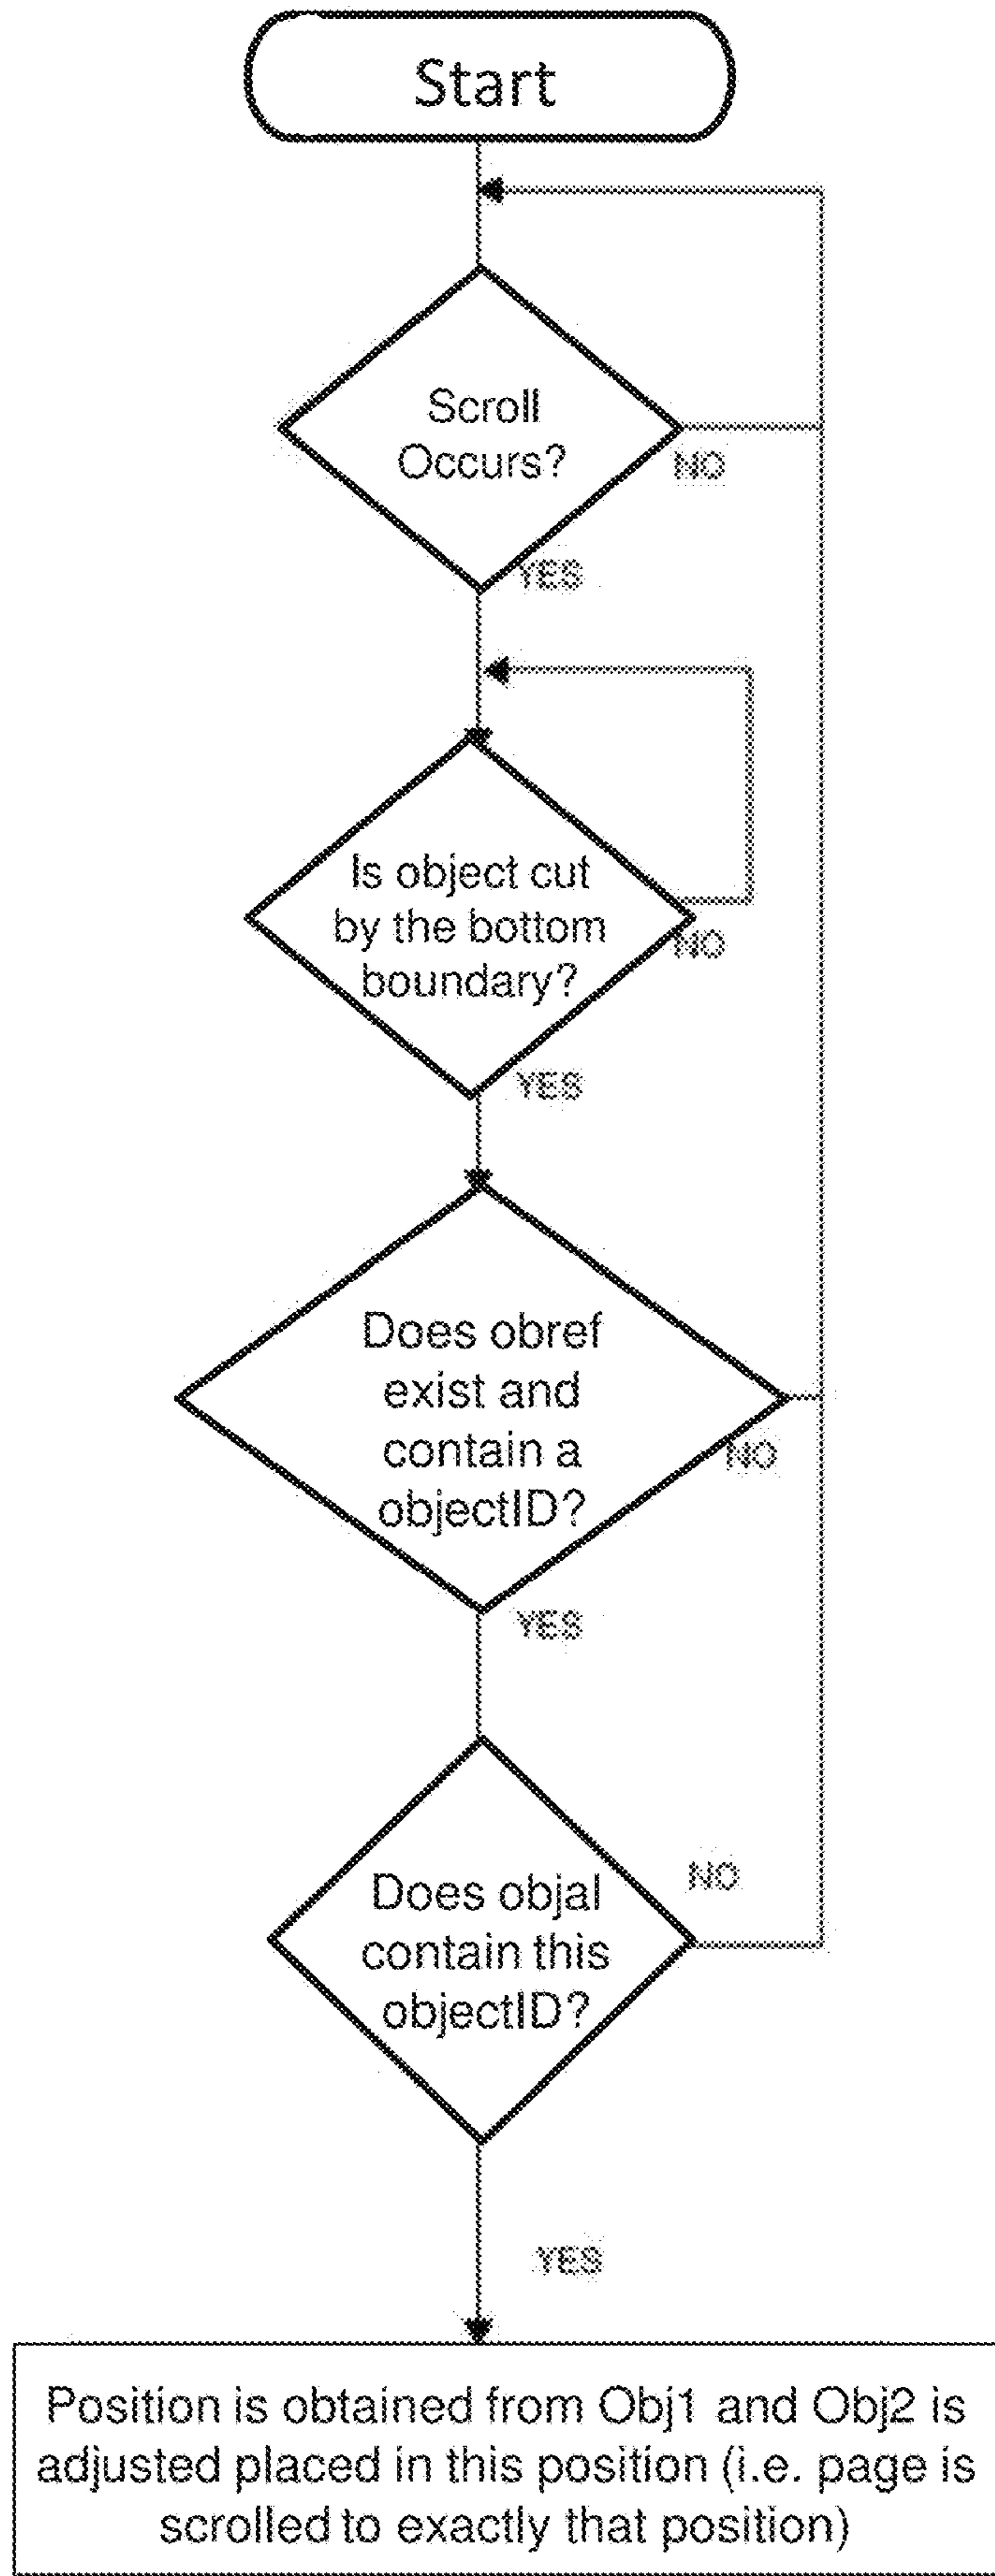 Start
Scroll
Occurs?
NO
YES
Is object cut
by the bottom
boundary?
NO
YES
Does obref
exist and
contain a
objectID?
NO
YES
NO
Does objal
contain this
objectID?
YES
Position is obtained from Obj1 and Obj2 is
adjusted placed in this position (i.e. page is
scrolled to exactly that position)